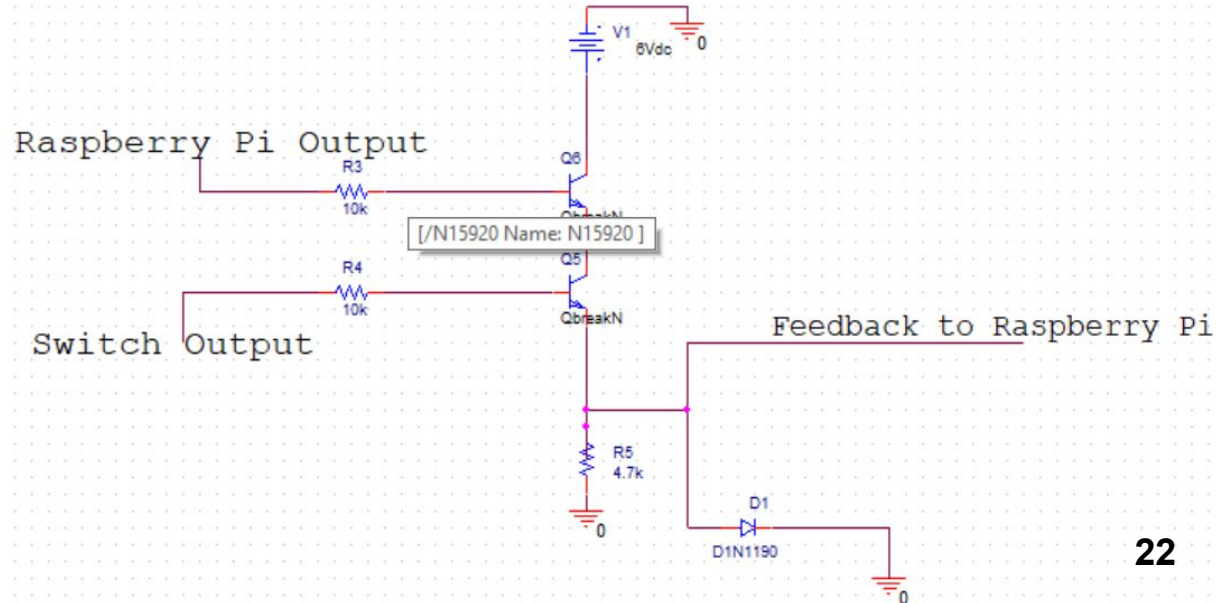 V1
6Vdc
0
Raspberry Pi Output
R3
10k
Q6
[/N15920 Name: N15920 ]
R4
10k
Q5
QbreakN
Switch Output
Feedback to Raspberry Pi
R5
4.7k
0
D1
D1N1190
0
22